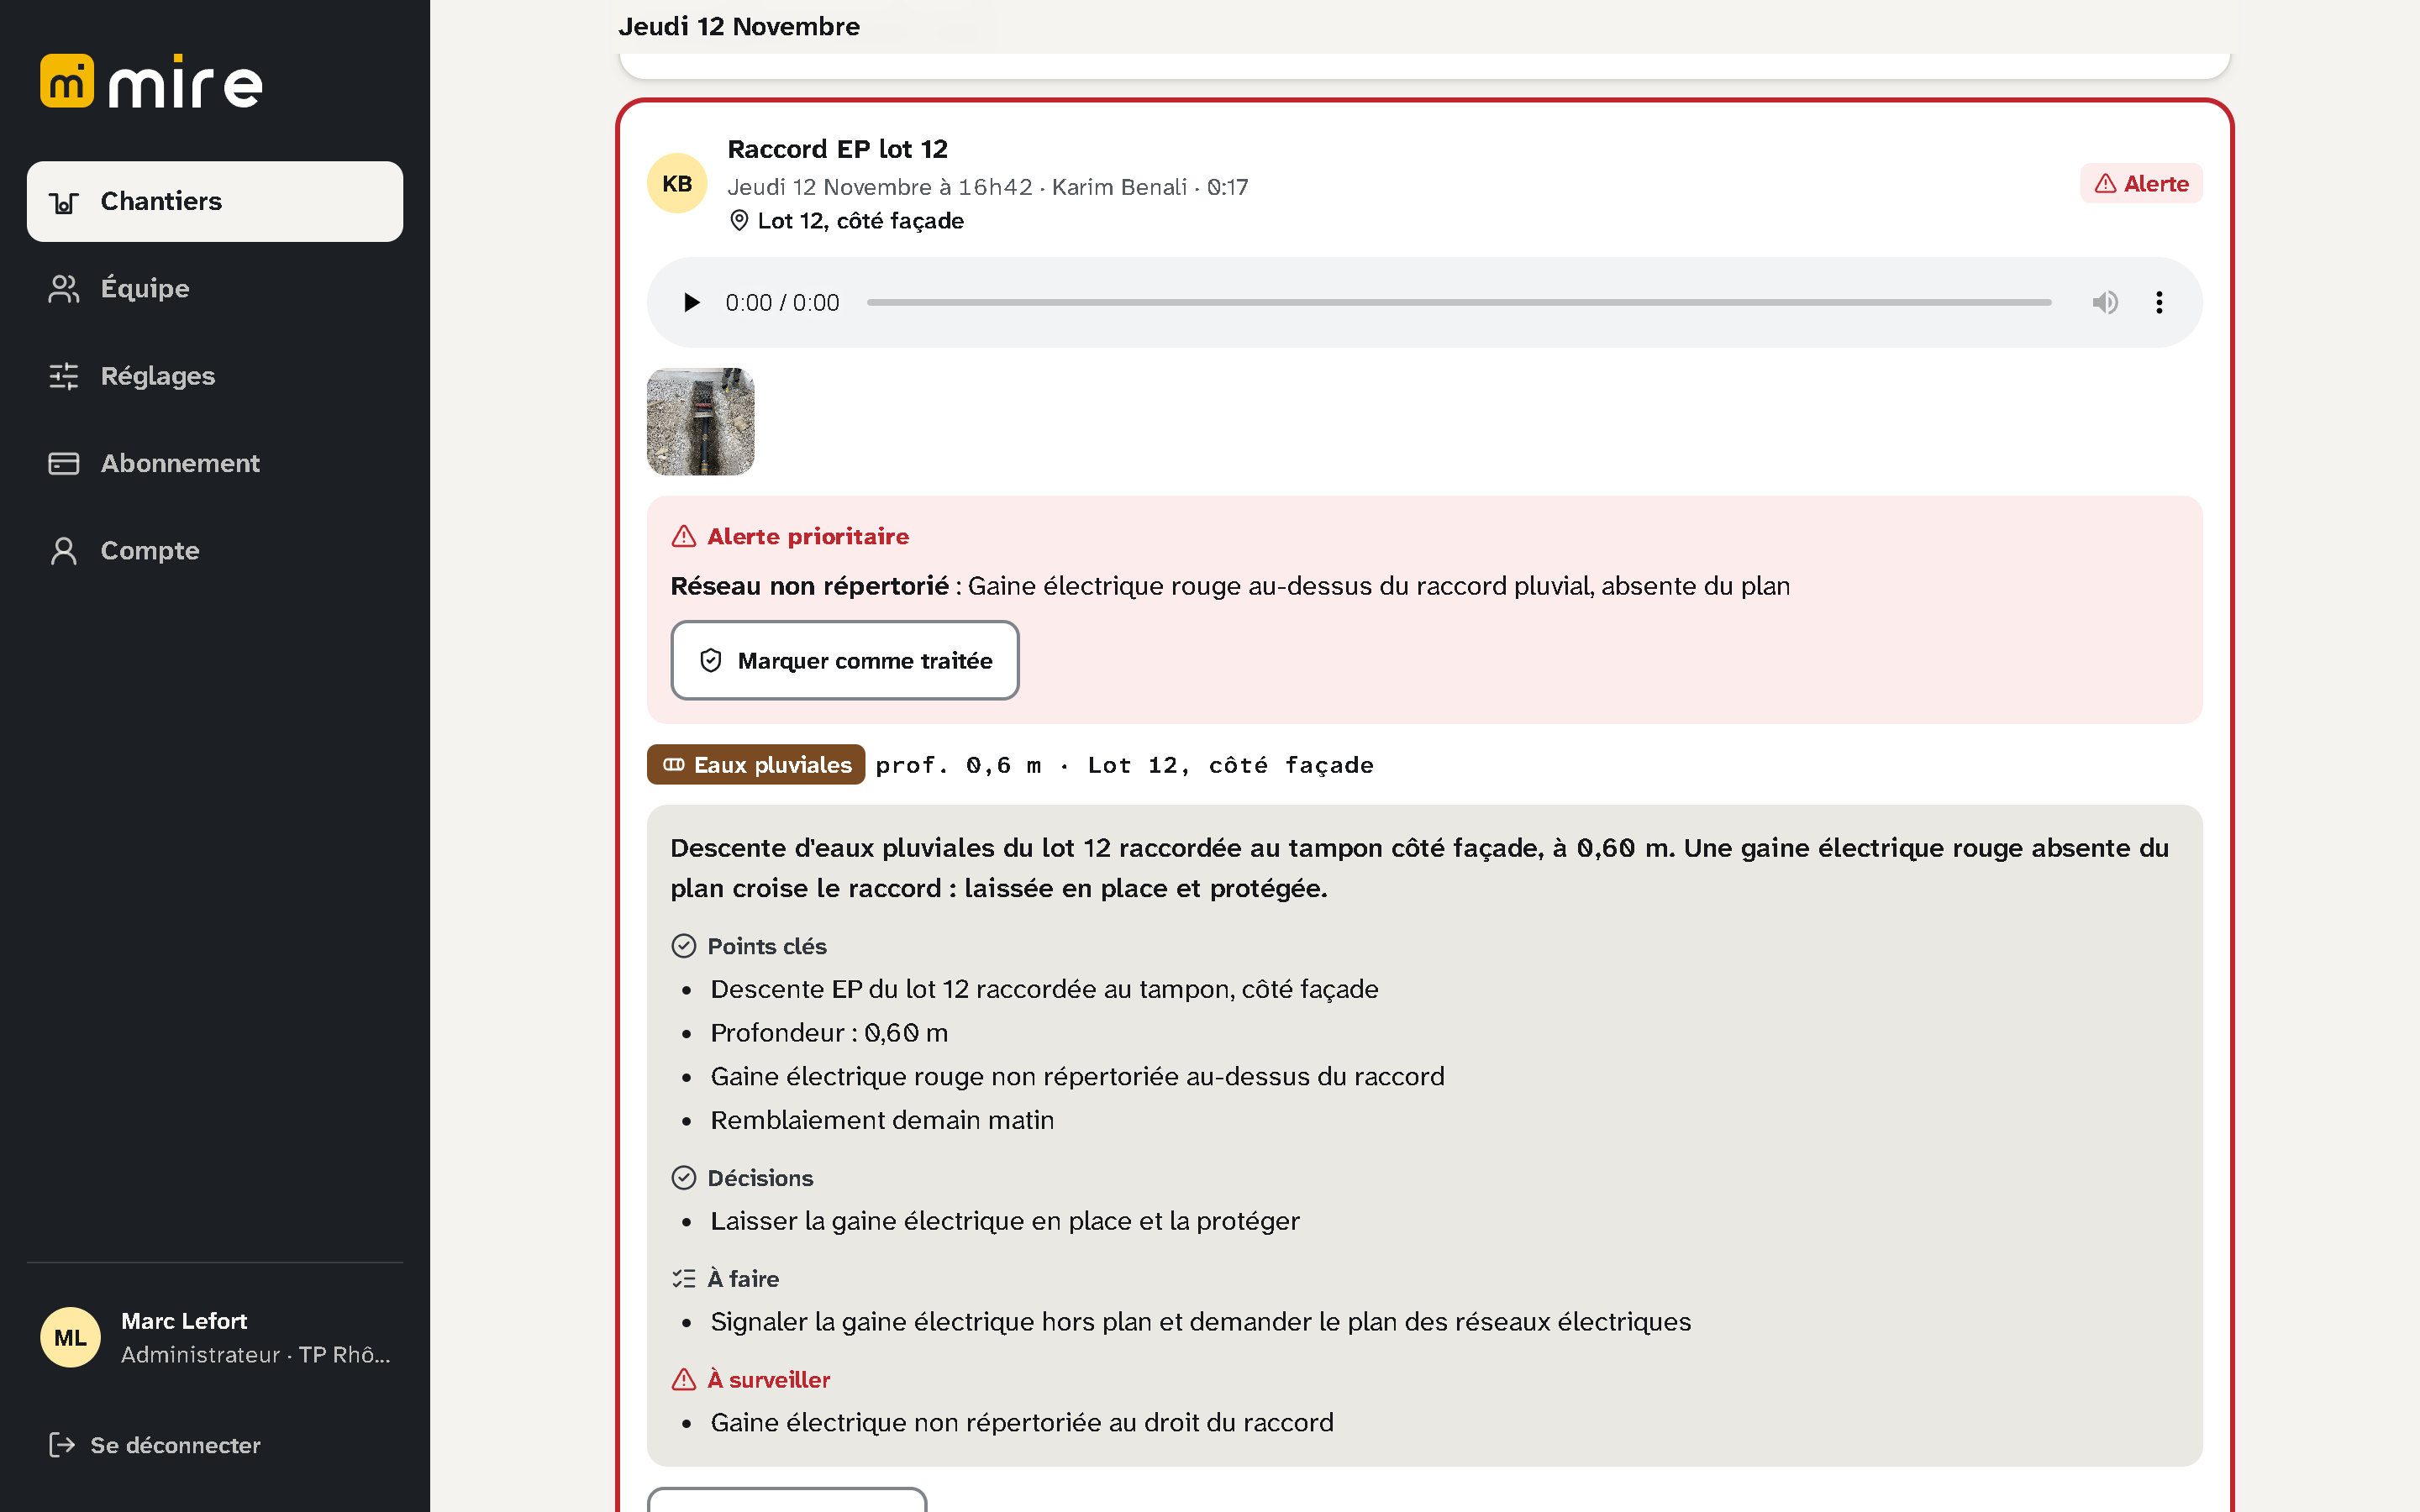 mire
Chantiers
Équipe
Réglages
Abonnement
Compte
ML
Marc Lefort
Administrateur · TP Rhô...
Se déconnecter
Jeudi 12 Novembre
KB
Raccord EP lot 12
Jeudi 12 Novembre à 16h42 · Karim Benali · 0:17
Lot 12, côté façade
Alerte
0:00 / 0:00
Alerte prioritaire
Réseau non répertorié : Gaine électrique rouge au-dessus du raccord pluvial, absente du plan
Marquer comme traitée
Eaux pluviales prof. 0,6 m · Lot 12, côté façade
Descente d'eaux pluviales du lot 12 raccordée au tampon côté façade, à 0,60 m. Une gaine électrique rouge absente du
plan croise le raccord : laissée en place et protégée.
Points clés
• Descente EP du lot 12 raccordée au tampon, côté façade
• Profondeur : 0,60 m
• Gaine électrique rouge non répertoriée au-dessus du raccord
• Remblaiement demain matin
Décisions
• Laisser la gaine électrique en place et la protéger
À faire
• Signaler la gaine électrique hors plan et demander le plan des réseaux électriques
À surveiller
• Gaine électrique non répertoriée au droit du raccord